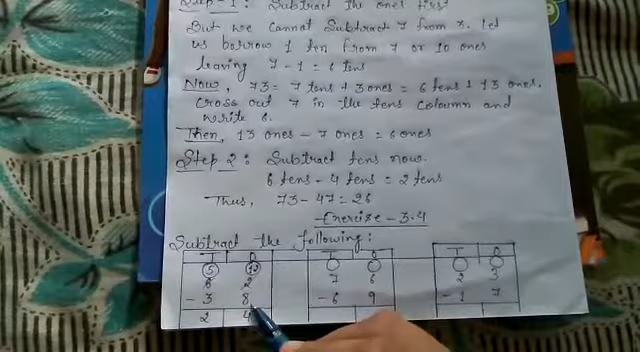 Step-1: Subtract the ones first
But we cannot Subtract 7 from 3. Let
us borrow 1 ten from 7 or 10 ones
leaving 7 - 1 = 6 tens
Now, 73 = 7 tens + 3 ones = 6 tens + 13 ones.
Cross out 7 in the tens coloumn and
write 6.
Then, 13 ones - 7 ones = 6 ones
Step 2: Subtract tens now.
6 tens - 4 tens = 2 tens
Thus, 73 - 47 = 26
Exercise - 3.4
Subtract the following:
T O T O T O
5 12
6 2 7 6 2 3
- 3 8 - 6 9 - 1 7
2 4